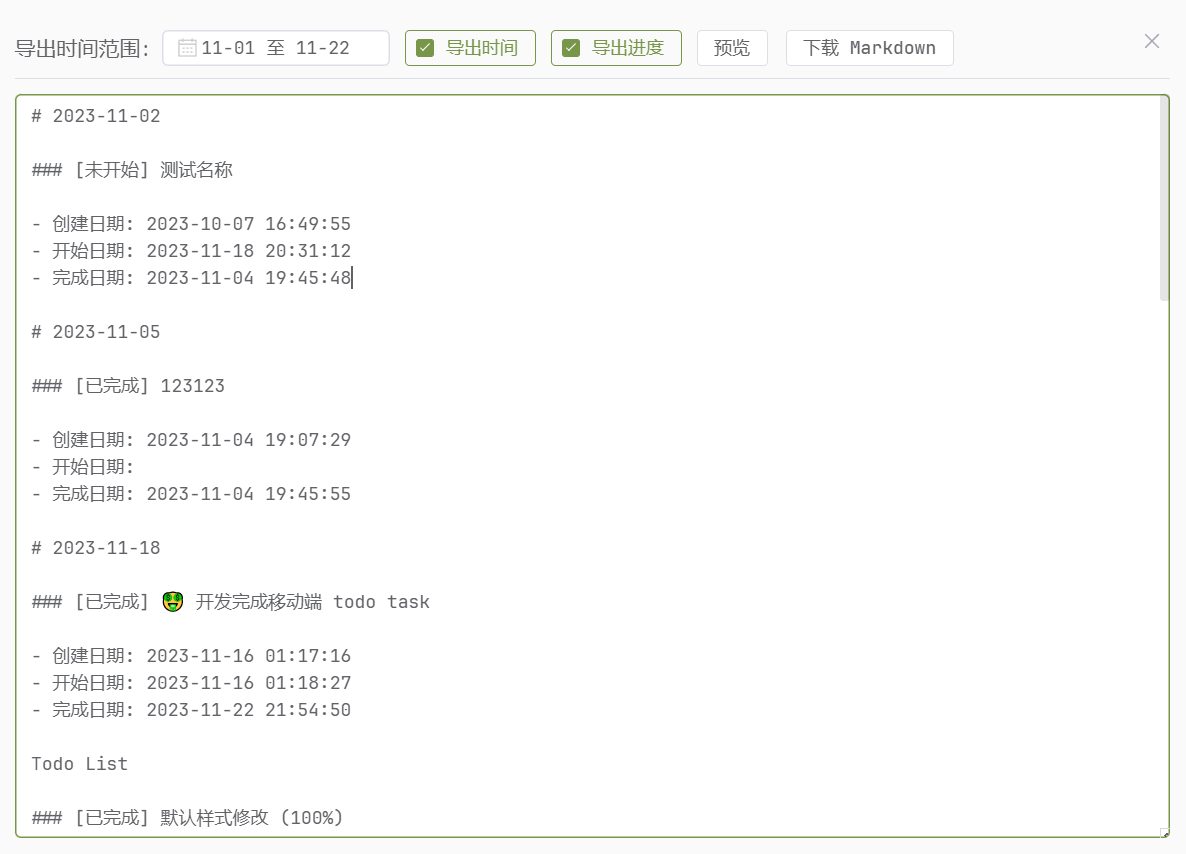 导出时间范围: 11-01 至 11-22 导出时间 导出进度 预览 下载 Markdown
# 2023-11-02
### [未开始] 测试名称
- 创建日期: 2023-10-07 16:49:55
- 开始日期: 2023-11-18 20:31:12
- 完成日期: 2023-11-04 19:45:48
# 2023-11-05
### [已完成] 123123
- 创建日期: 2023-11-04 19:07:29
- 开始日期:
- 完成日期: 2023-11-04 19:45:55
# 2023-11-18
### [已完成] 🤑 开发完成移动端 todo task
- 创建日期: 2023-11-16 01:17:16
- 开始日期: 2023-11-16 01:18:27
- 完成日期: 2023-11-22 21:54:50
Todo List
### [已完成] 默认样式修改 (100%)